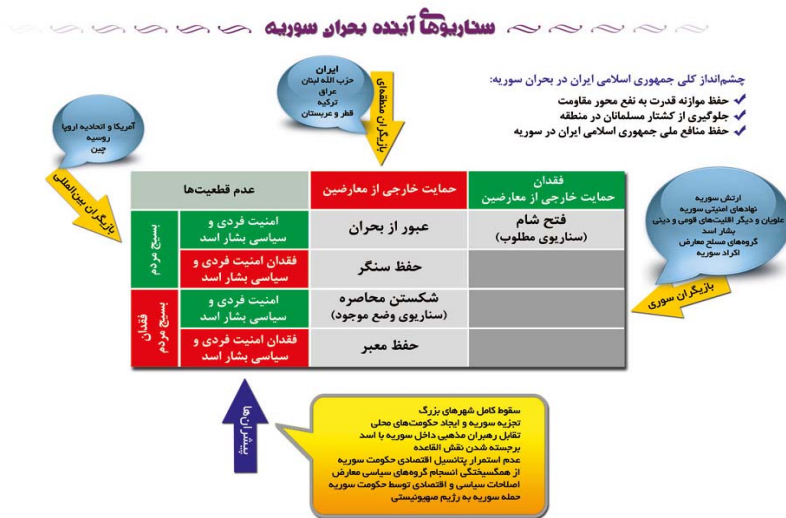 سناریوهای آینده بحران سوریه
چشم‌انداز کلی جمهوری اسلامی ایران در بحران سوریه:
حفظ موازنه قدرت به نفع محور مقاومت
جلوگیری از کشتار مسلمانان در منطقه
حفظ منافع ملی جمهوری اسلامی ایران در سوریه
ایران
حزب الله لبنان
عراق
ترکیه
قطر و عربستان
بازیگران منطقه‌ای
آمریکا و اتحادیه اروپا
روسیه
چین
بازیگران بین‌المللی
ارتش سوریه
نهادهای امنیتی سوریه
علویان و دیگر اقلیت‌های قومی و دینی
بشار اسد
گروه‌های مسلح معارض
اکراد سوریه
بازیگران سوری
فقدان
حمایت خارجی از معارضین
حمایت خارجی از معارضین
عدم قطعیت‌ها
فتح شام
(سناریوی مطلوب)
عبور از بحران
امنیت فردی و
سیاسی بشار اسد
بسیج مردم
حفظ سنگر
فقدان امنیت فردی و
سیاسی بشار اسد
شکستن محاصره
(سناریوی وضع موجود)
امنیت فردی و
سیاسی بشار اسد
فقدان
بسیج مردم
حفظ معبر
فقدان امنیت فردی و
سیاسی بشار اسد
پیشران‌ها
سقوط کامل شهرهای بزرگ
تجزیه سوریه و ایجاد حکومت‌های محلی
تقابل رهبران مذهبی داخل سوریه با اسد
برجسته شدن نقش القاعده
عدم استمرار پتانسیل اقتصادی حکومت سوریه
از همگسیختگی انسجام گروه‌های سیاسی معارض
اصلاحات سیاسی و اقتصادی توسط حکومت سوریه
حمله سوریه به رژیم صهیونیستی